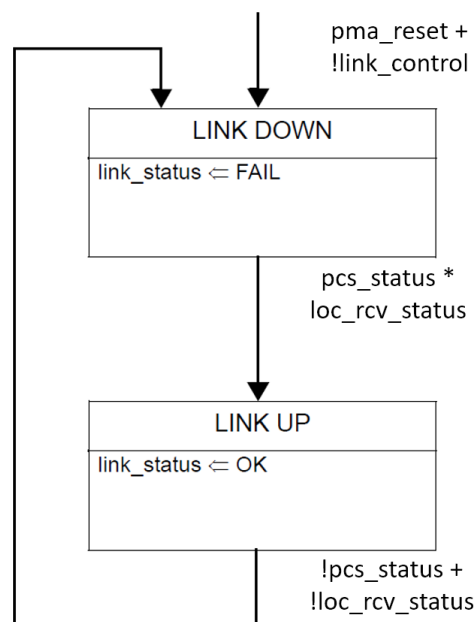 pma_reset +
!link_control
LINK DOWN
link_status ⇐ FAIL
pcs_status *
loc_rcv_status
LINK UP
link_status ⇐ OK
!pcs_status +
!loc_rcv_status